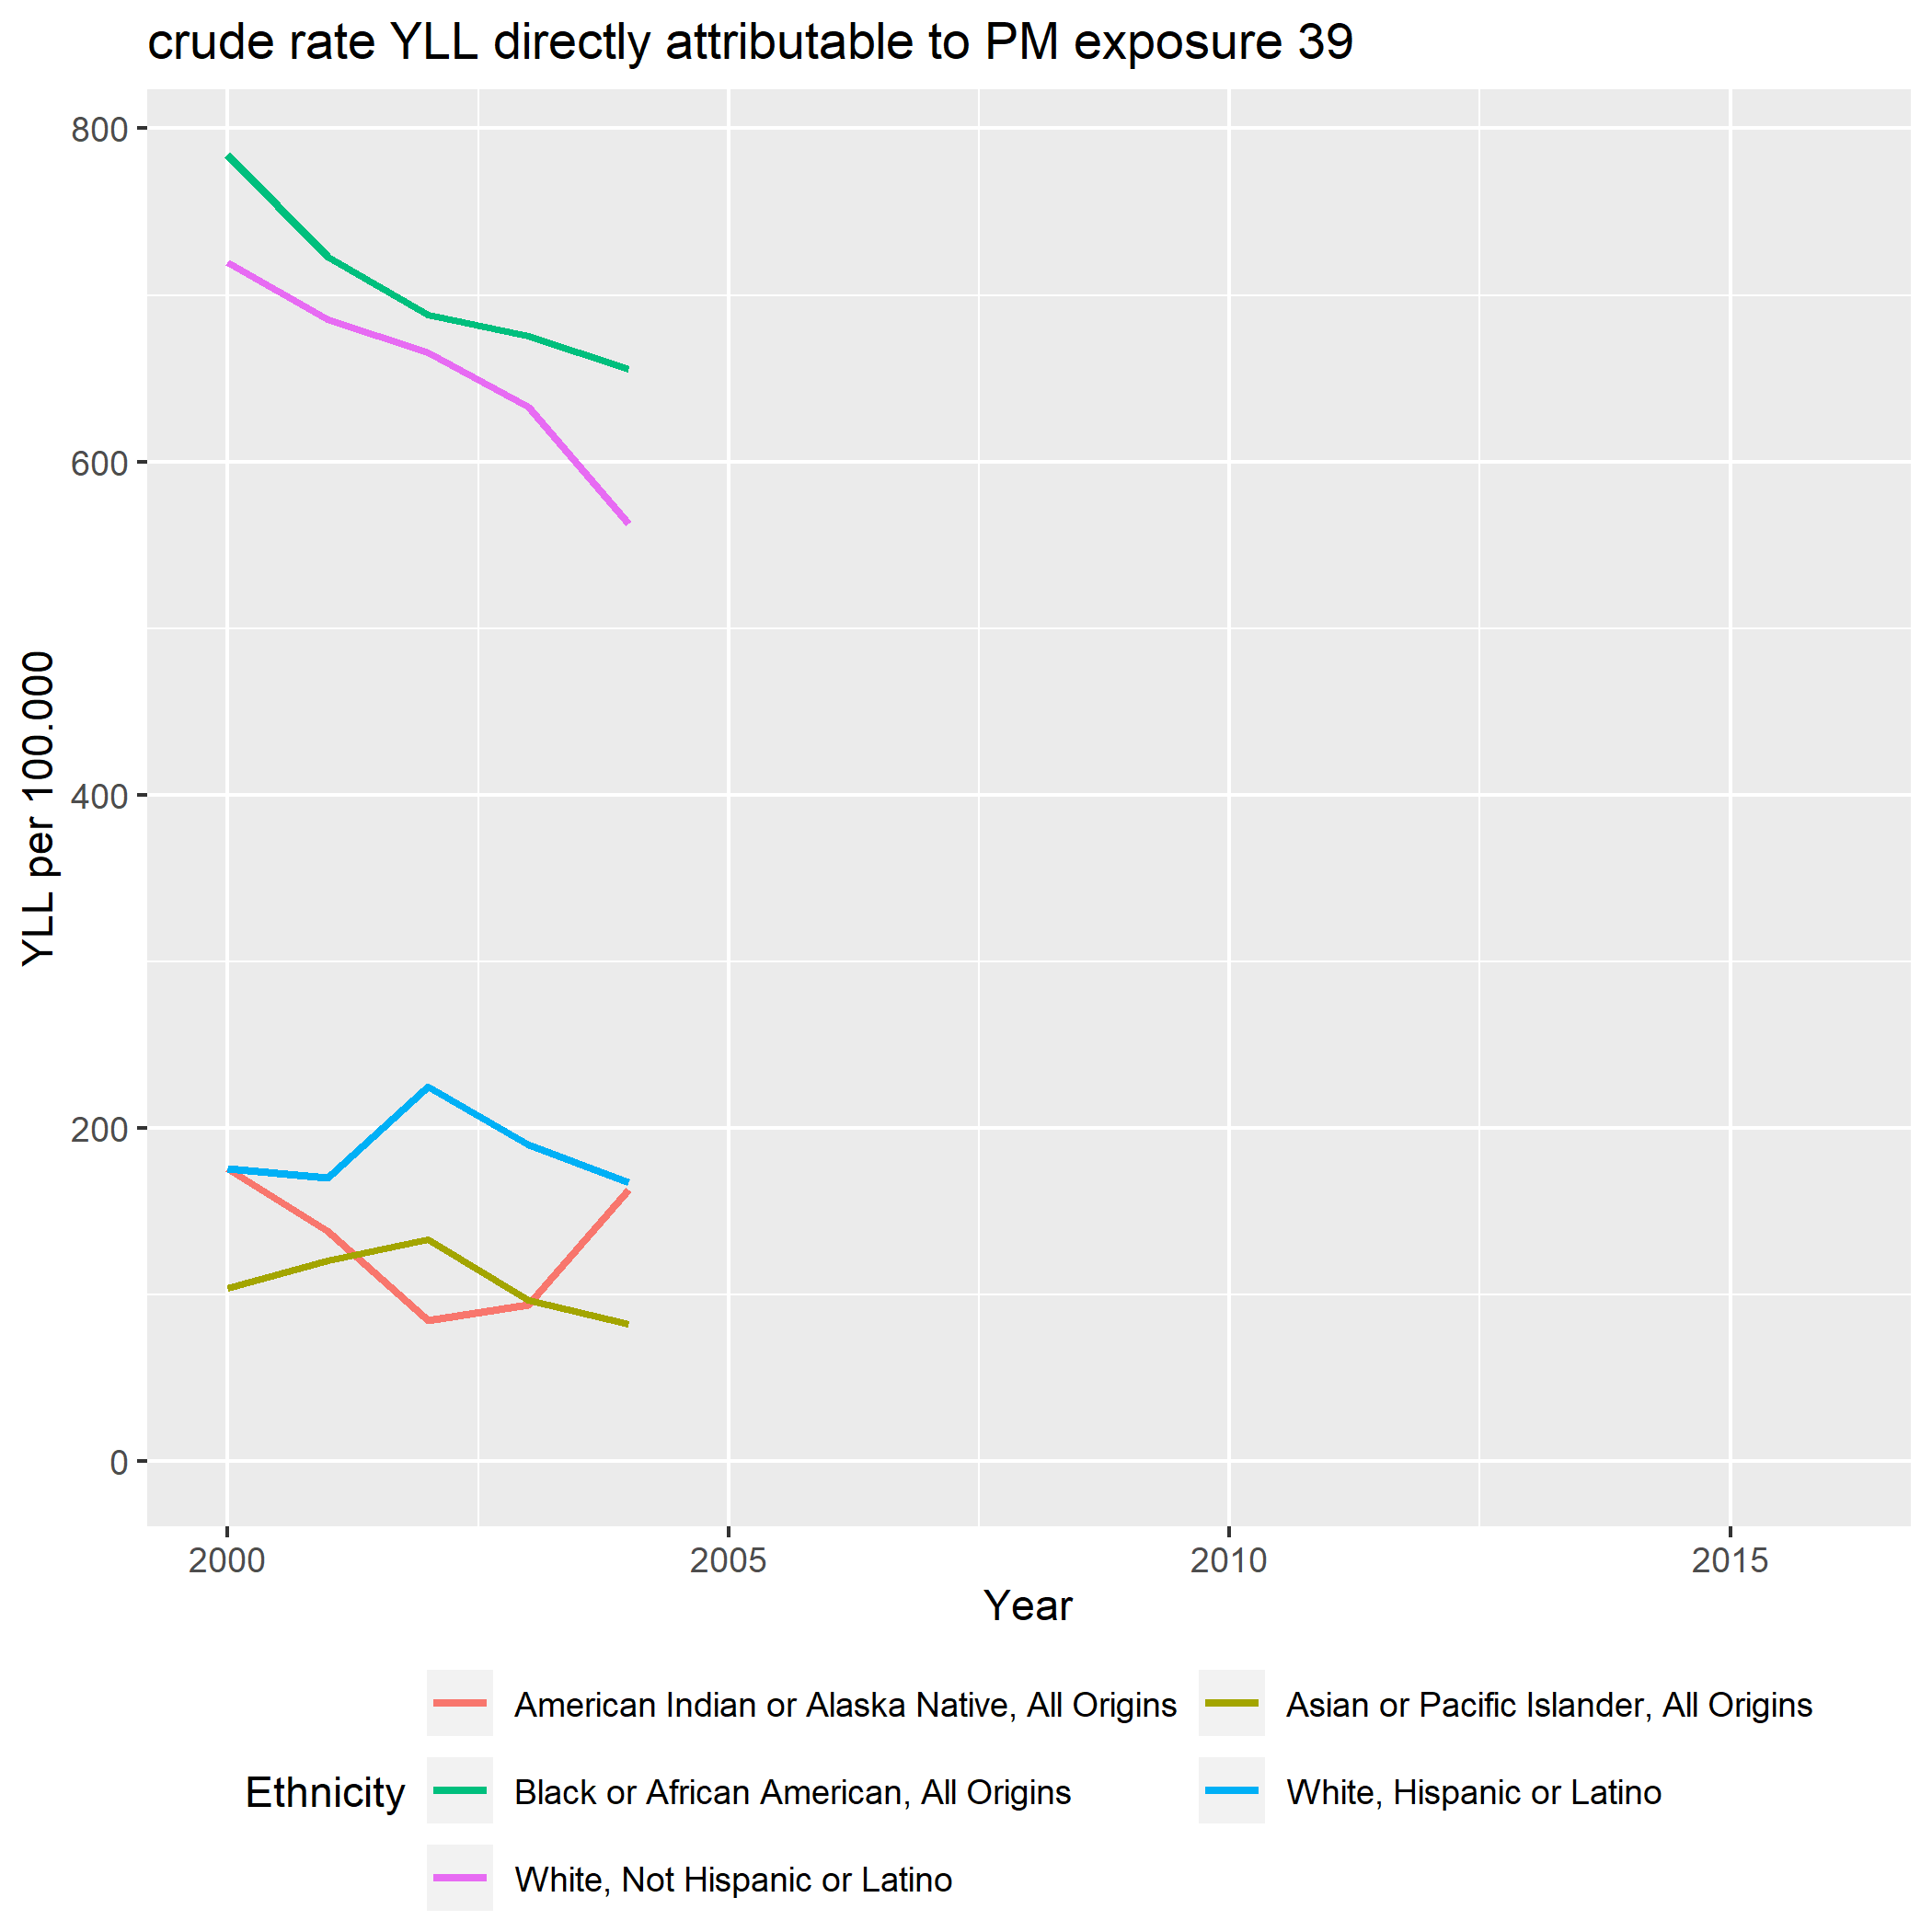 crude rate YLL directly attributable to PM exposure 39
800
600
400
200
0
YLL per 100.000
2000 2005 2010 2015
Year
Ethnicity
American Indian or Alaska Native, All Origins
Asian or Pacific Islander, All Origins
Black or African American, All Origins
White, Hispanic or Latino
White, Not Hispanic or Latino